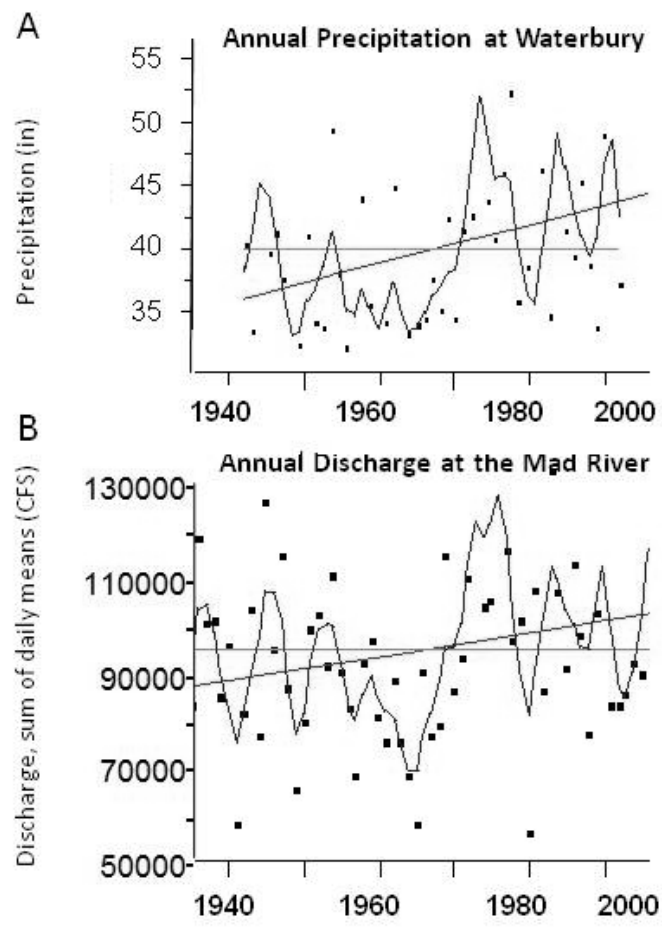 A
Annual Precipitation at Waterbury
Precipitation (in)
55
50
45
40
35
1940 1960 1980 2000
B
Annual Discharge at the Mad River
Discharge, sum of daily means (CFS)
130000
110000
90000
70000
50000
1940 1960 1980 2000